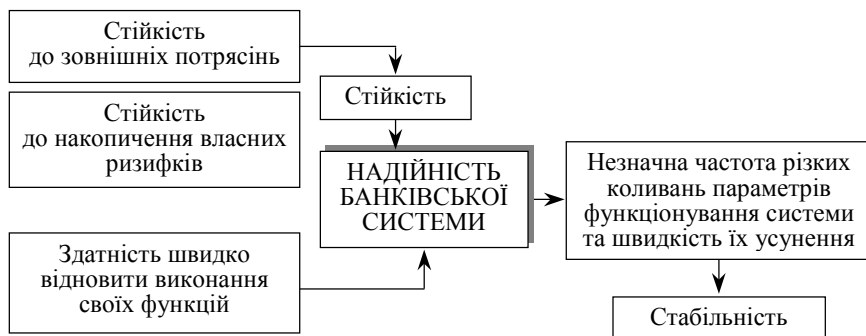 Стійкість
до зовнішніх потрясінь
Стійкість
Стійкість
до накопичення власних
ризифків
НАДІЙНІСТЬ
БАНКІВСЬКОЇ
СИСТЕМИ
Незначна частота різких
коливань параметрів
функціонування системи
та швидкість їх усунення
Здатність швидко
відновити виконання
своїх функцій
Стабільність